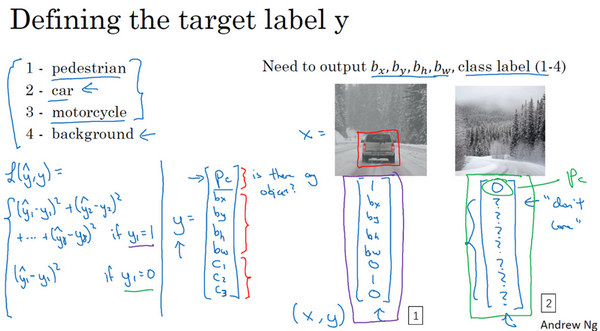 Defining the target label y
1 - pedestrian
2 - car ←
3 - motorcycle
4 - background ←
Need to output bx, by, bh, bw, class label (1-4)
x =
ℒ(ŷ,y) =
(ŷ₁-y₁)² + (ŷ₂-y₂)²
+ … + (ŷ₈-y₈)² if y₁=1
(ŷ₁-y₁)² if y₁=0
y =
Pc
bx
by
bh
bw
C₁
C₂
C₃
is there any
object?
1
bx
by
bh
bw
0
1
0
(x,y)
1
0
?
?
?
?
?
?
?
Pc
"don't
care"
2
Andrew Ng